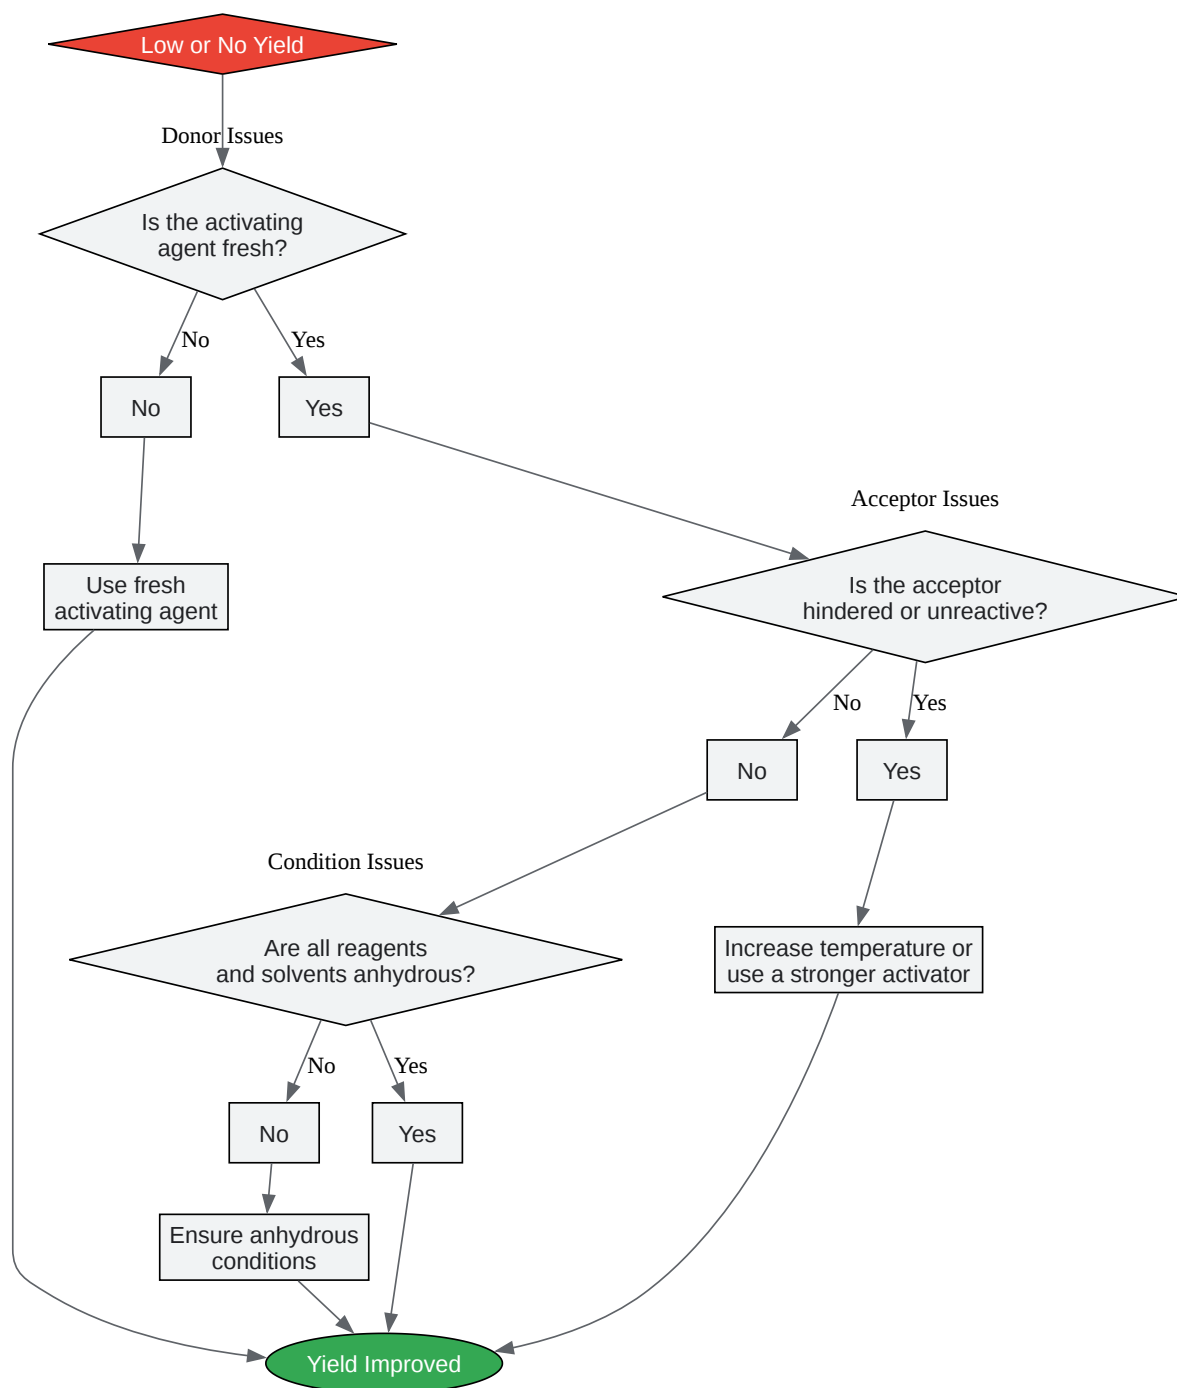 Low or No Yield
Donor Issues
Is the activating
agent fresh?
No
Yes
No
Yes
Acceptor Issues
Use fresh
activating agent
Is the acceptor
hindered or unreactive?
No
Yes
No
Yes
Condition Issues
Are all reagents
and solvents anhydrous?
Increase temperature or
use a stronger activator
No
Yes
No
Yes
Ensure anhydrous
conditions
Yield Improved